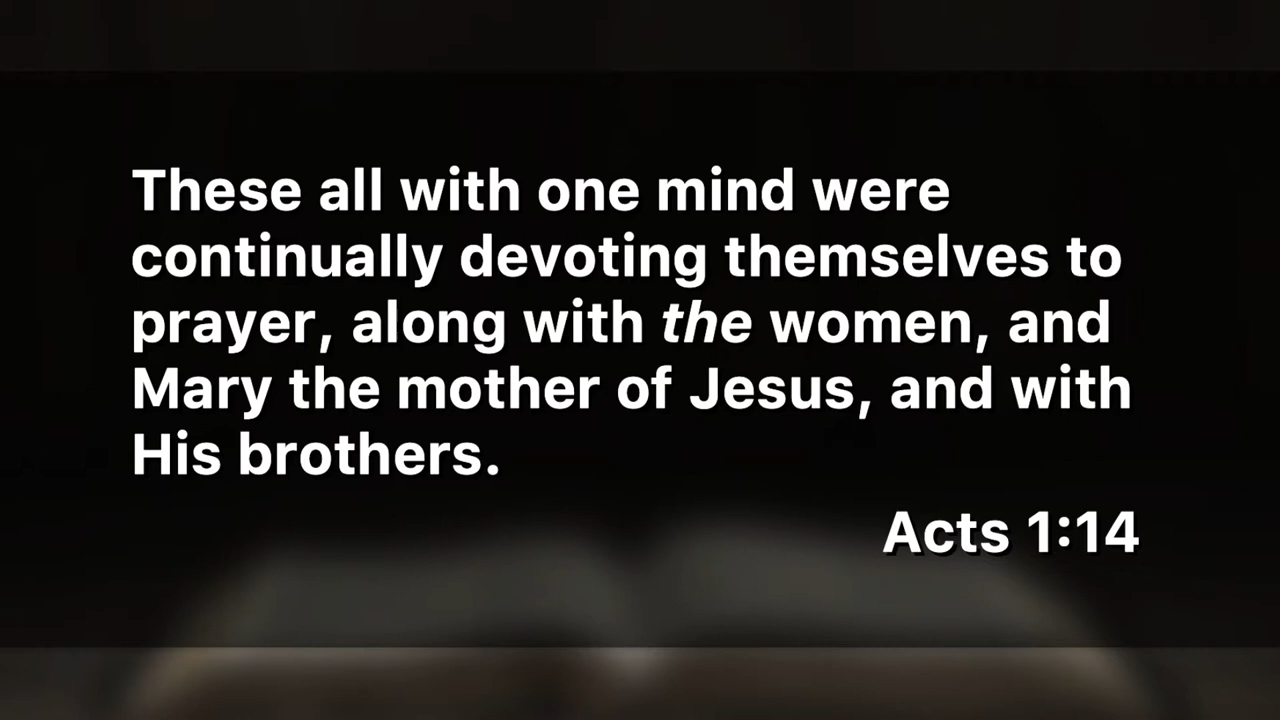 These all with one mind were
continually devoting themselves to
prayer, along with the women, and
Mary the mother of Jesus, and with
His brothers.
Acts 1:14